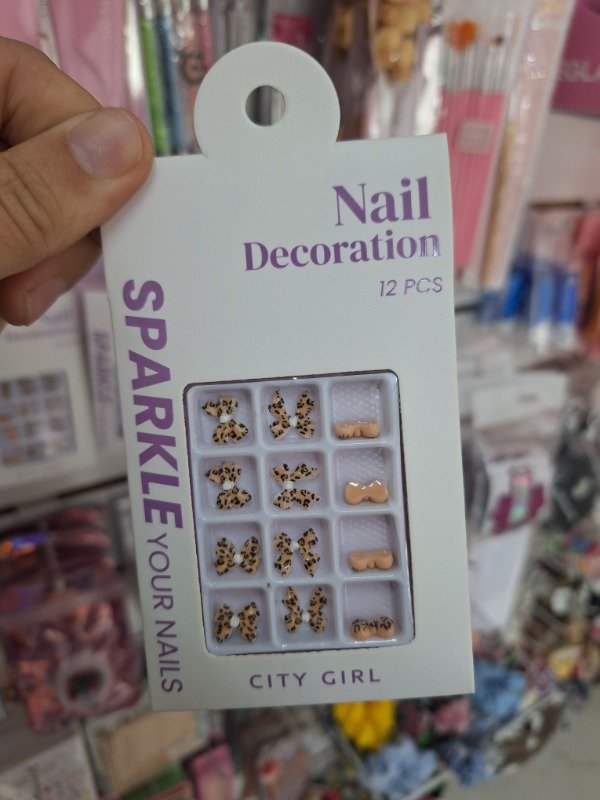 Nail
Decoration
12 PCS
SPARKLE YOUR NAILS
CITY GIRL